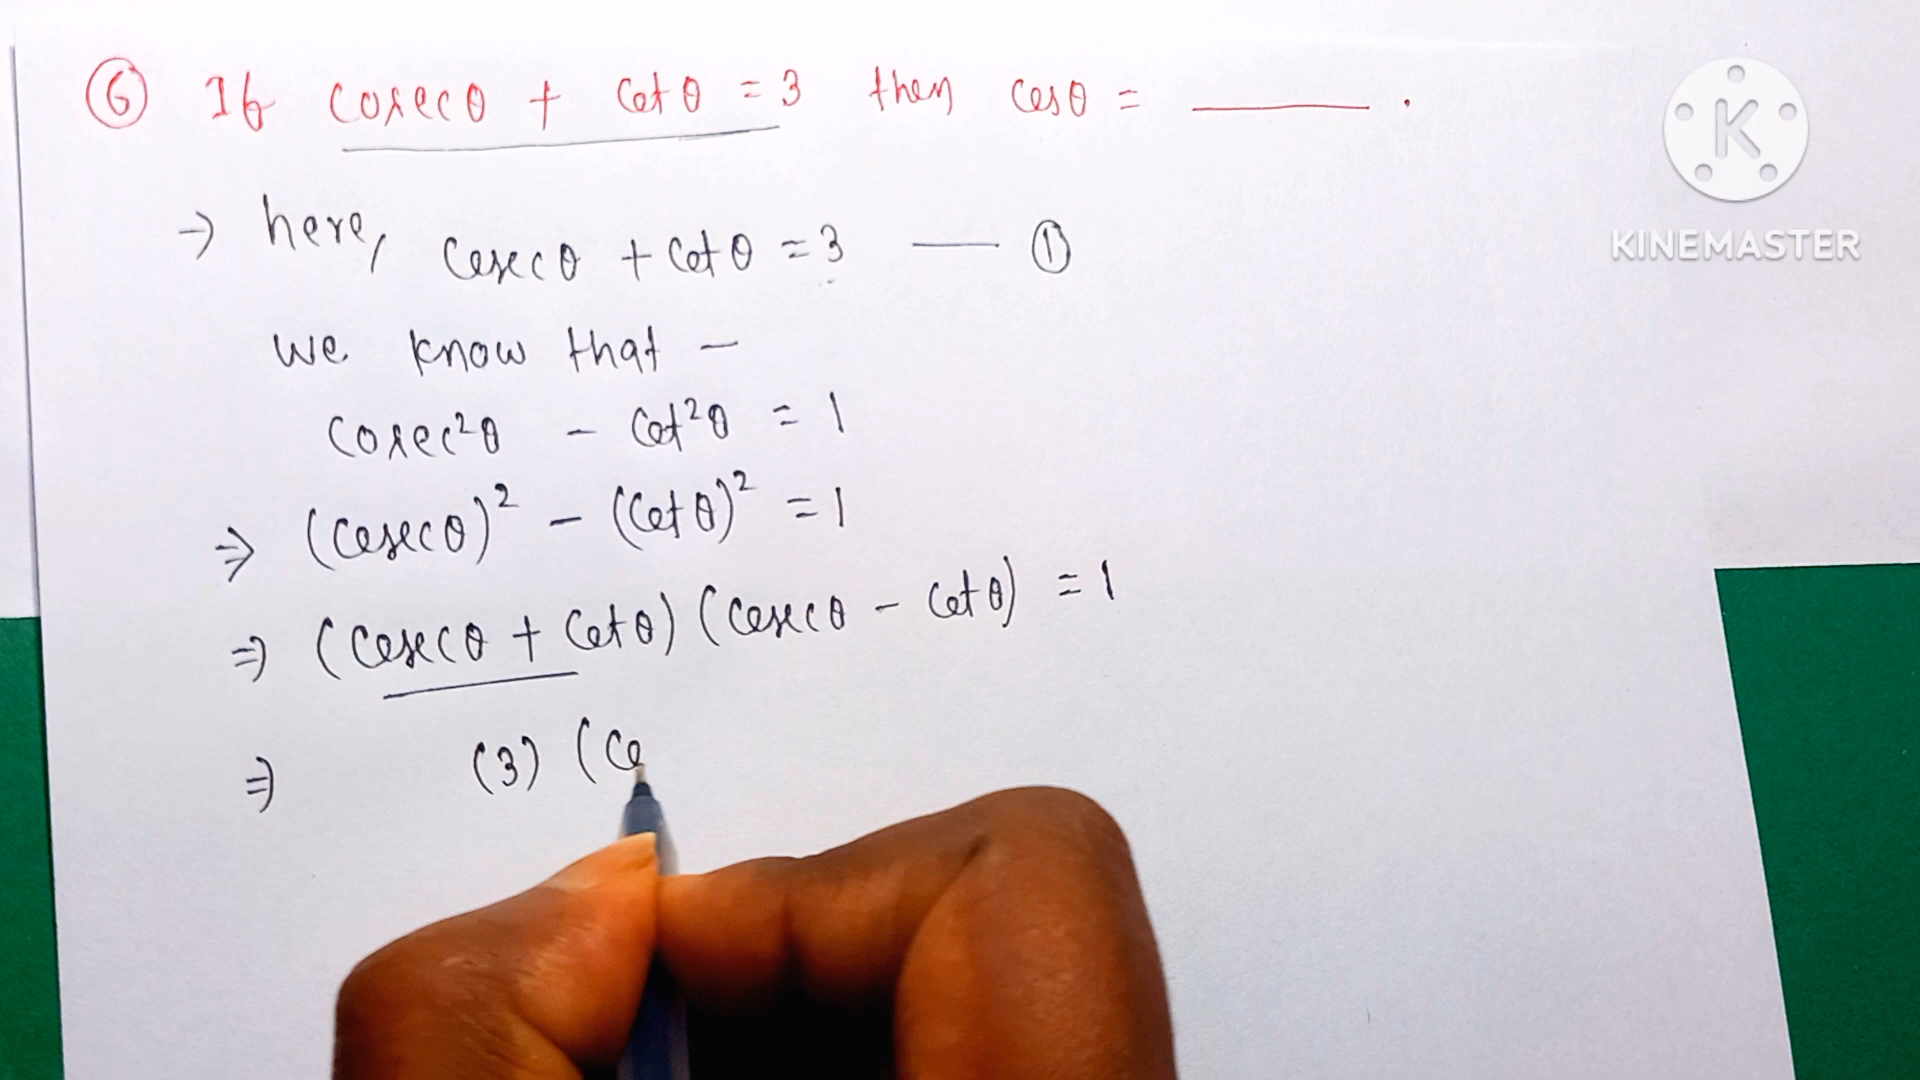 ⑥ If cosecθ + cotθ = 3 then cosθ = ______ .
→ here, cosecθ + cotθ = 3 —— ①
we know that –
cosec²θ – cot²θ = 1
⇒ (cosecθ)² – (cotθ)² = 1
⇒ (cosecθ + cotθ) (cosecθ – cotθ) = 1
⇒ (3) (co
K
KINEMASTER